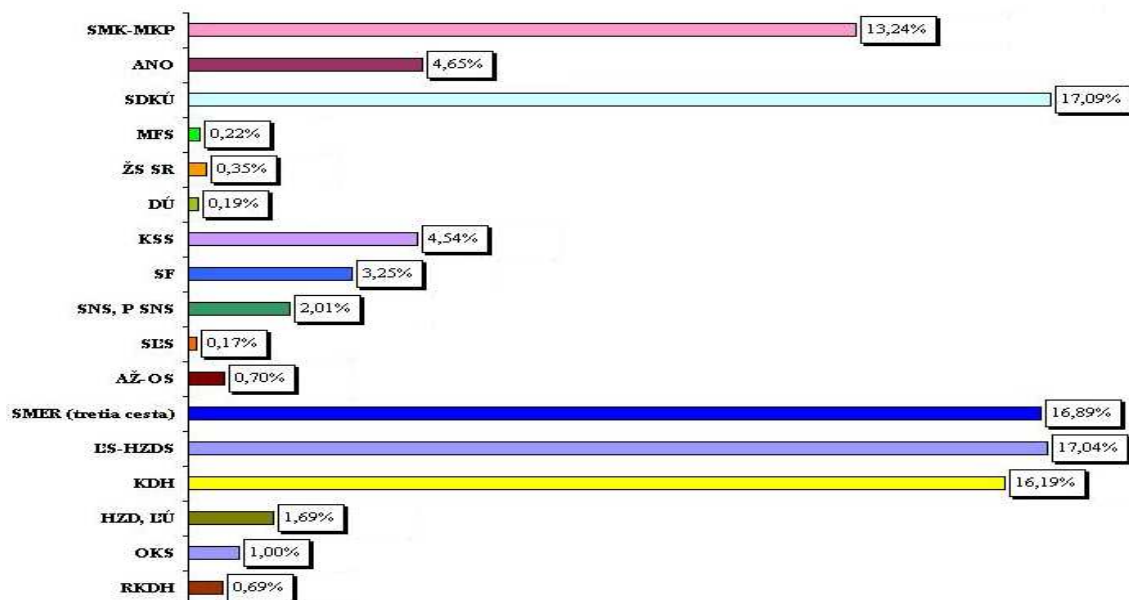 SMK-MKP 13,24%
ANO 4,65%
SDKÚ 17,09%
MFS 0,22%
ŽS SR 0,35%
DÚ 0,19%
KSS 4,54%
SF 3,25%
SNS, P SNS 2,01%
SĽS 0,17%
AŽ-OS 0,70%
SMER (tretia cesta) 16,89%
ĽS-HZDS 17,04%
KDH 16,19%
HZD, ĽÚ 1,69%
OKS 1,00%
RKDH 0,69%